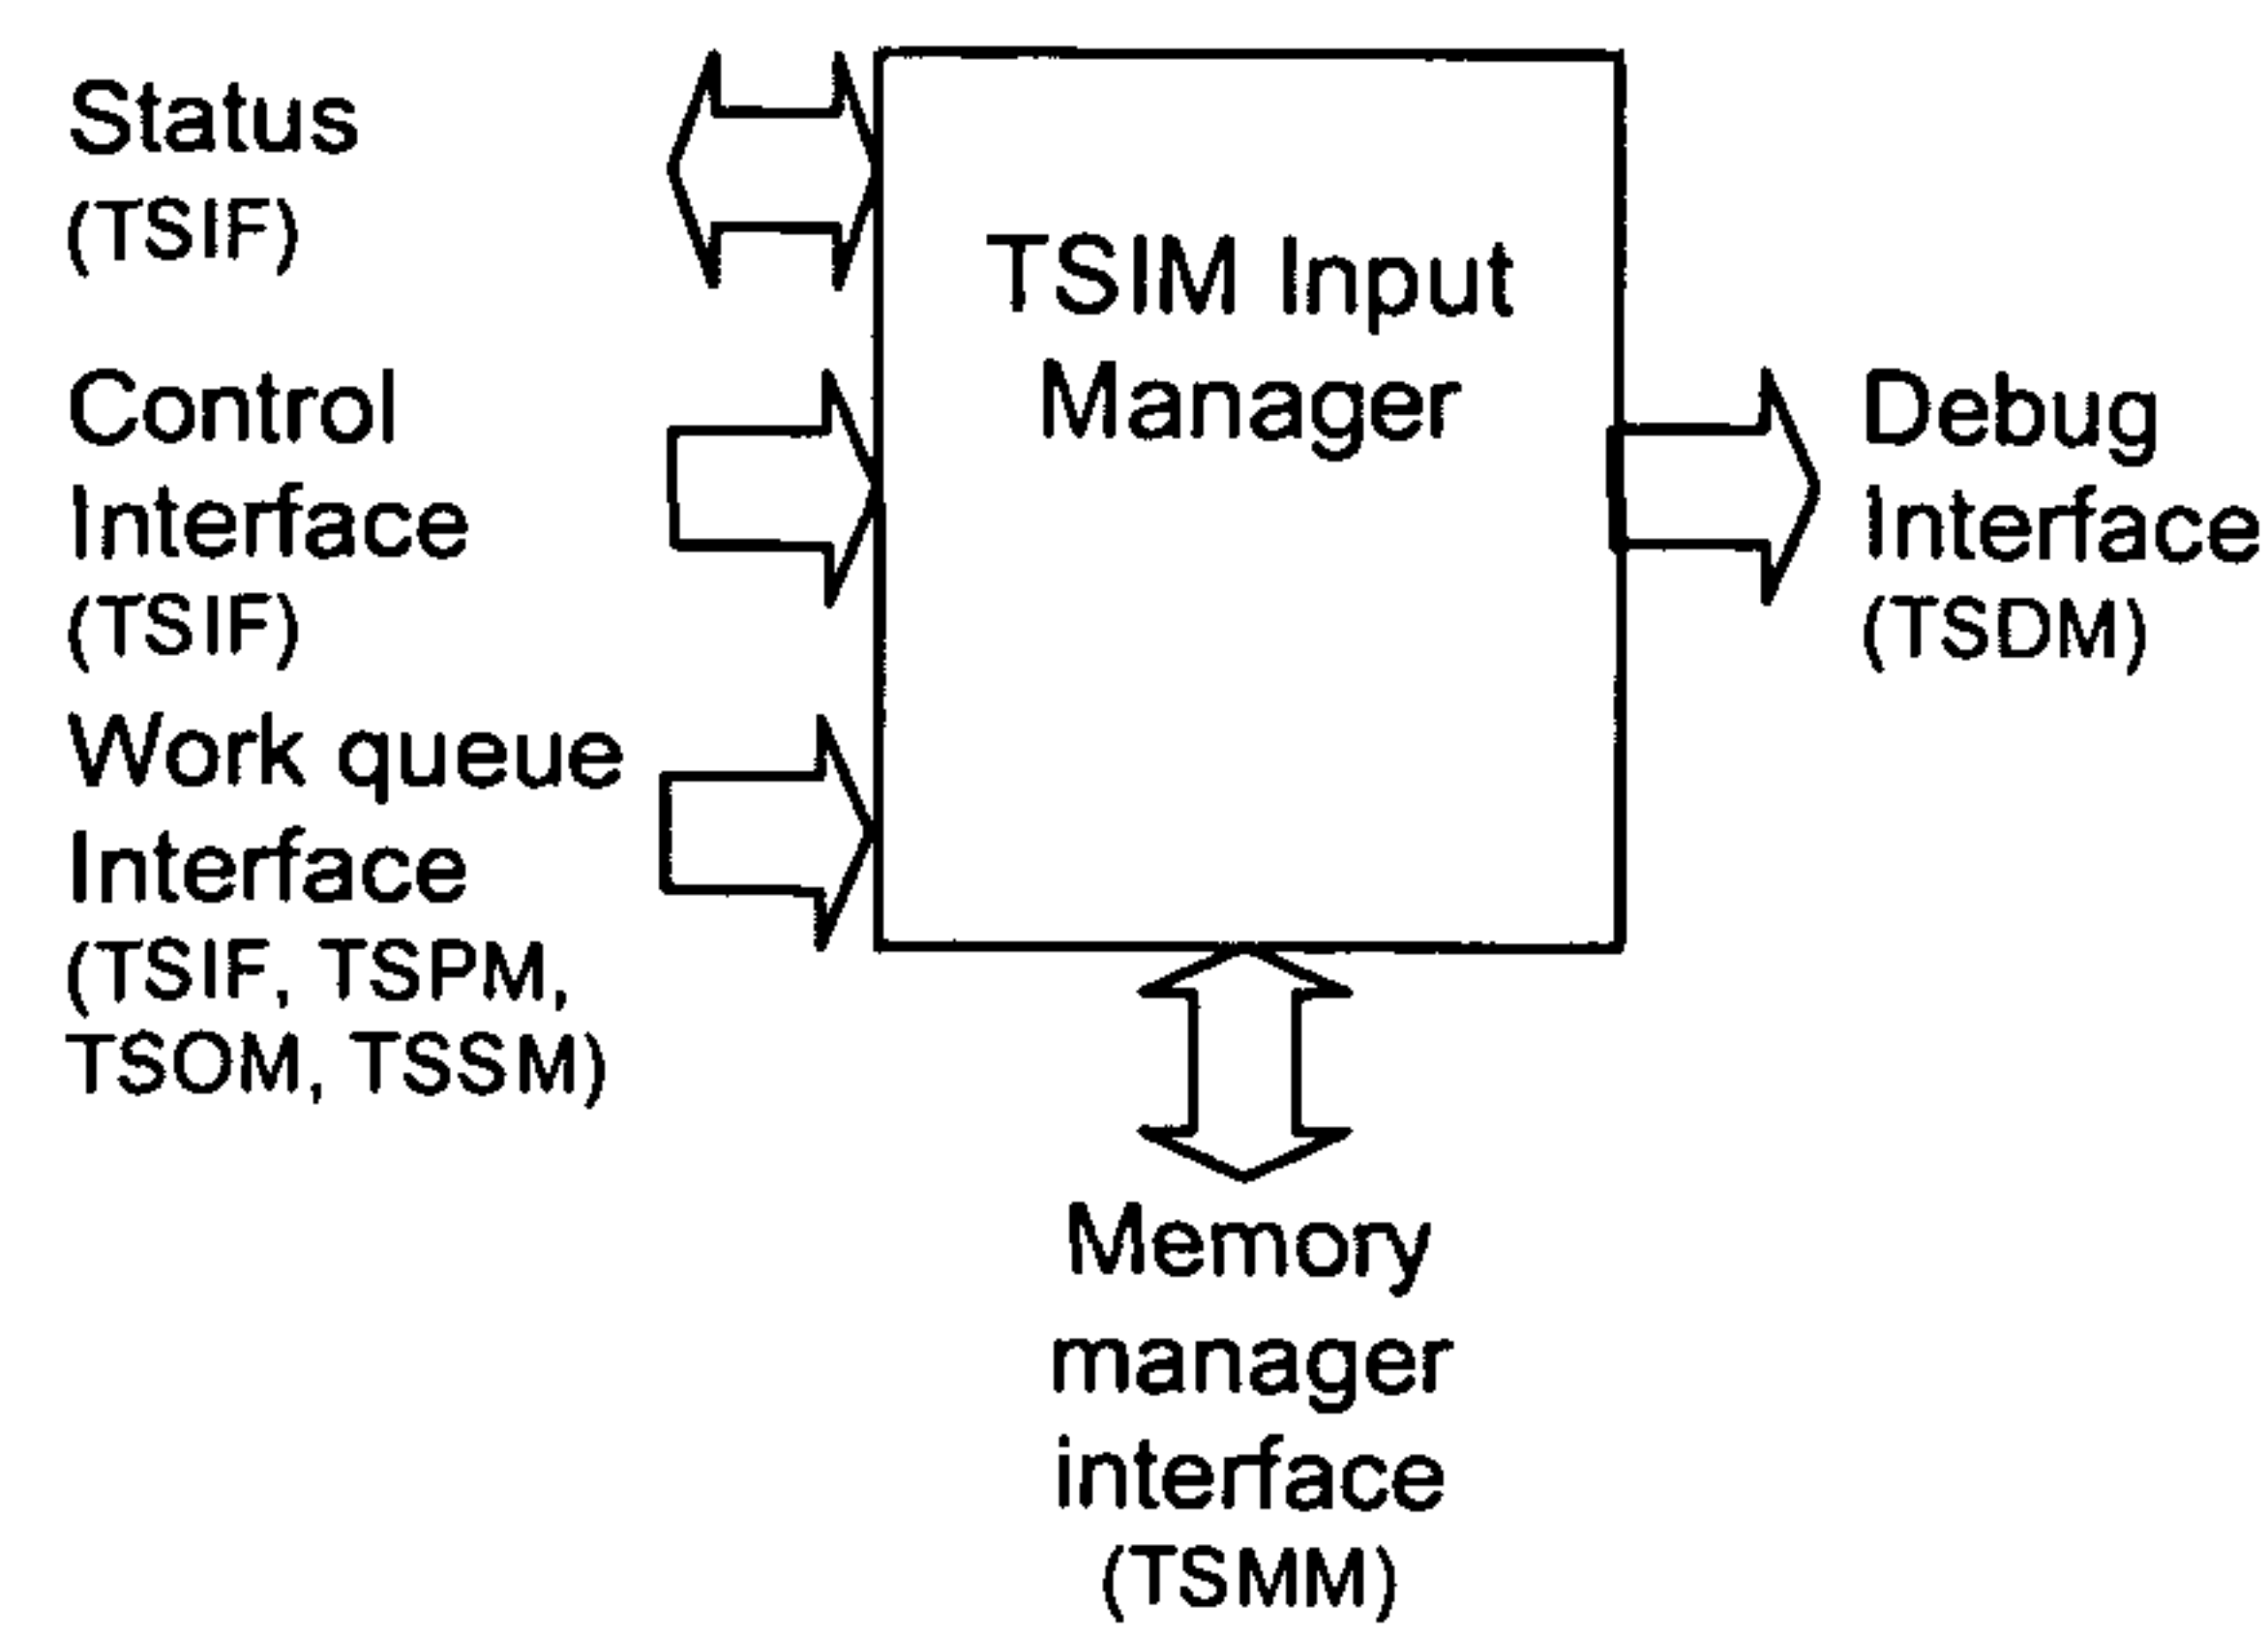 Status
(TSIF)
Control
Interface
(TSIF)
Work queue
Interface
(TSIF, TSPM,
TSOM, TSSM)
TSIM Input
Manager
Debug
Interface
(TSDM)
Memory
manager
interface
(TSMM)